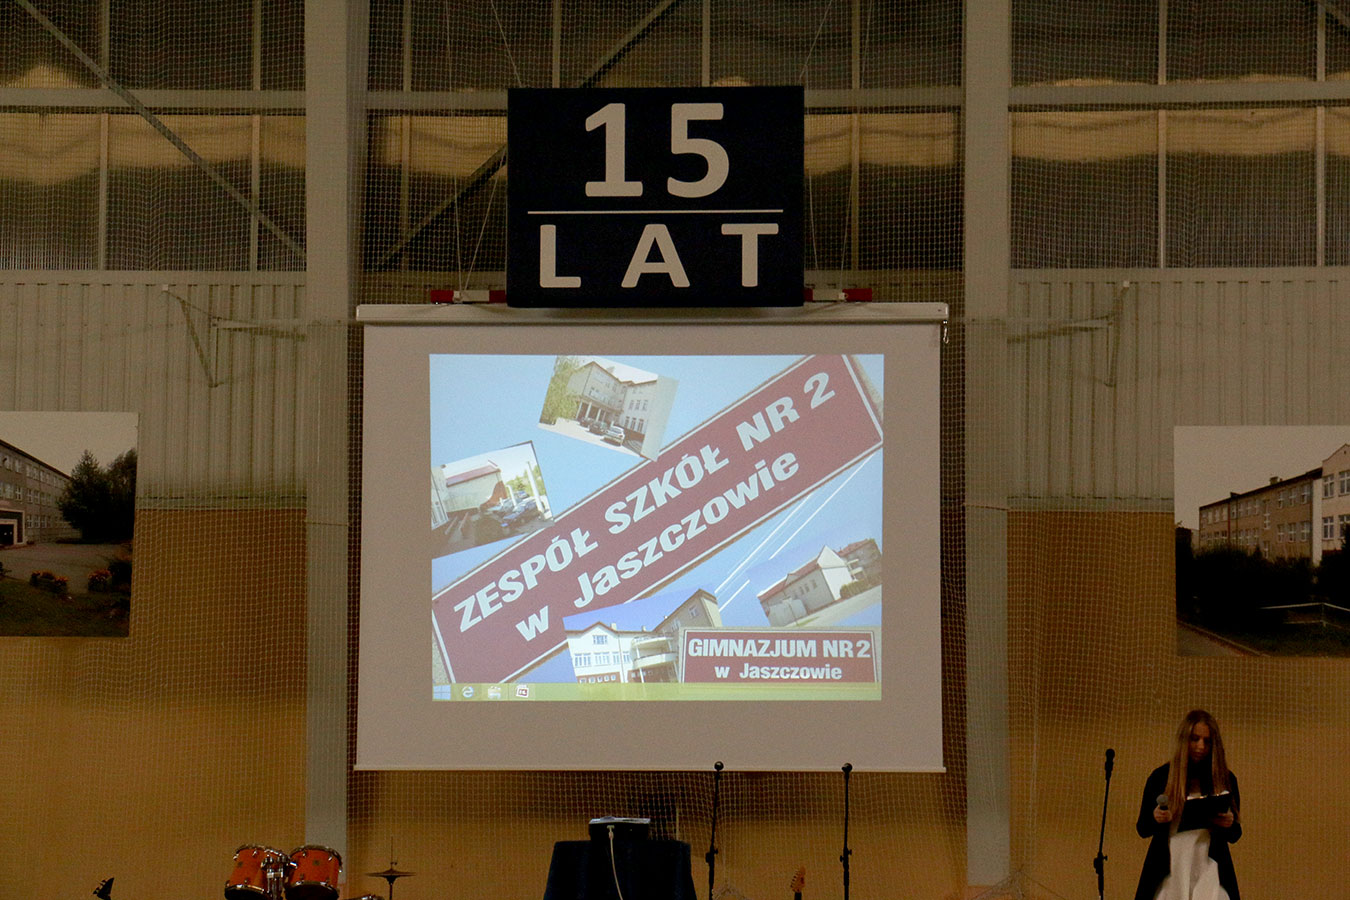 15
LAT
ZESPÓŁ SZKÓŁ NR 2
w Jaszczowie
GIMNAZJUM NR 2
w Jaszczowie